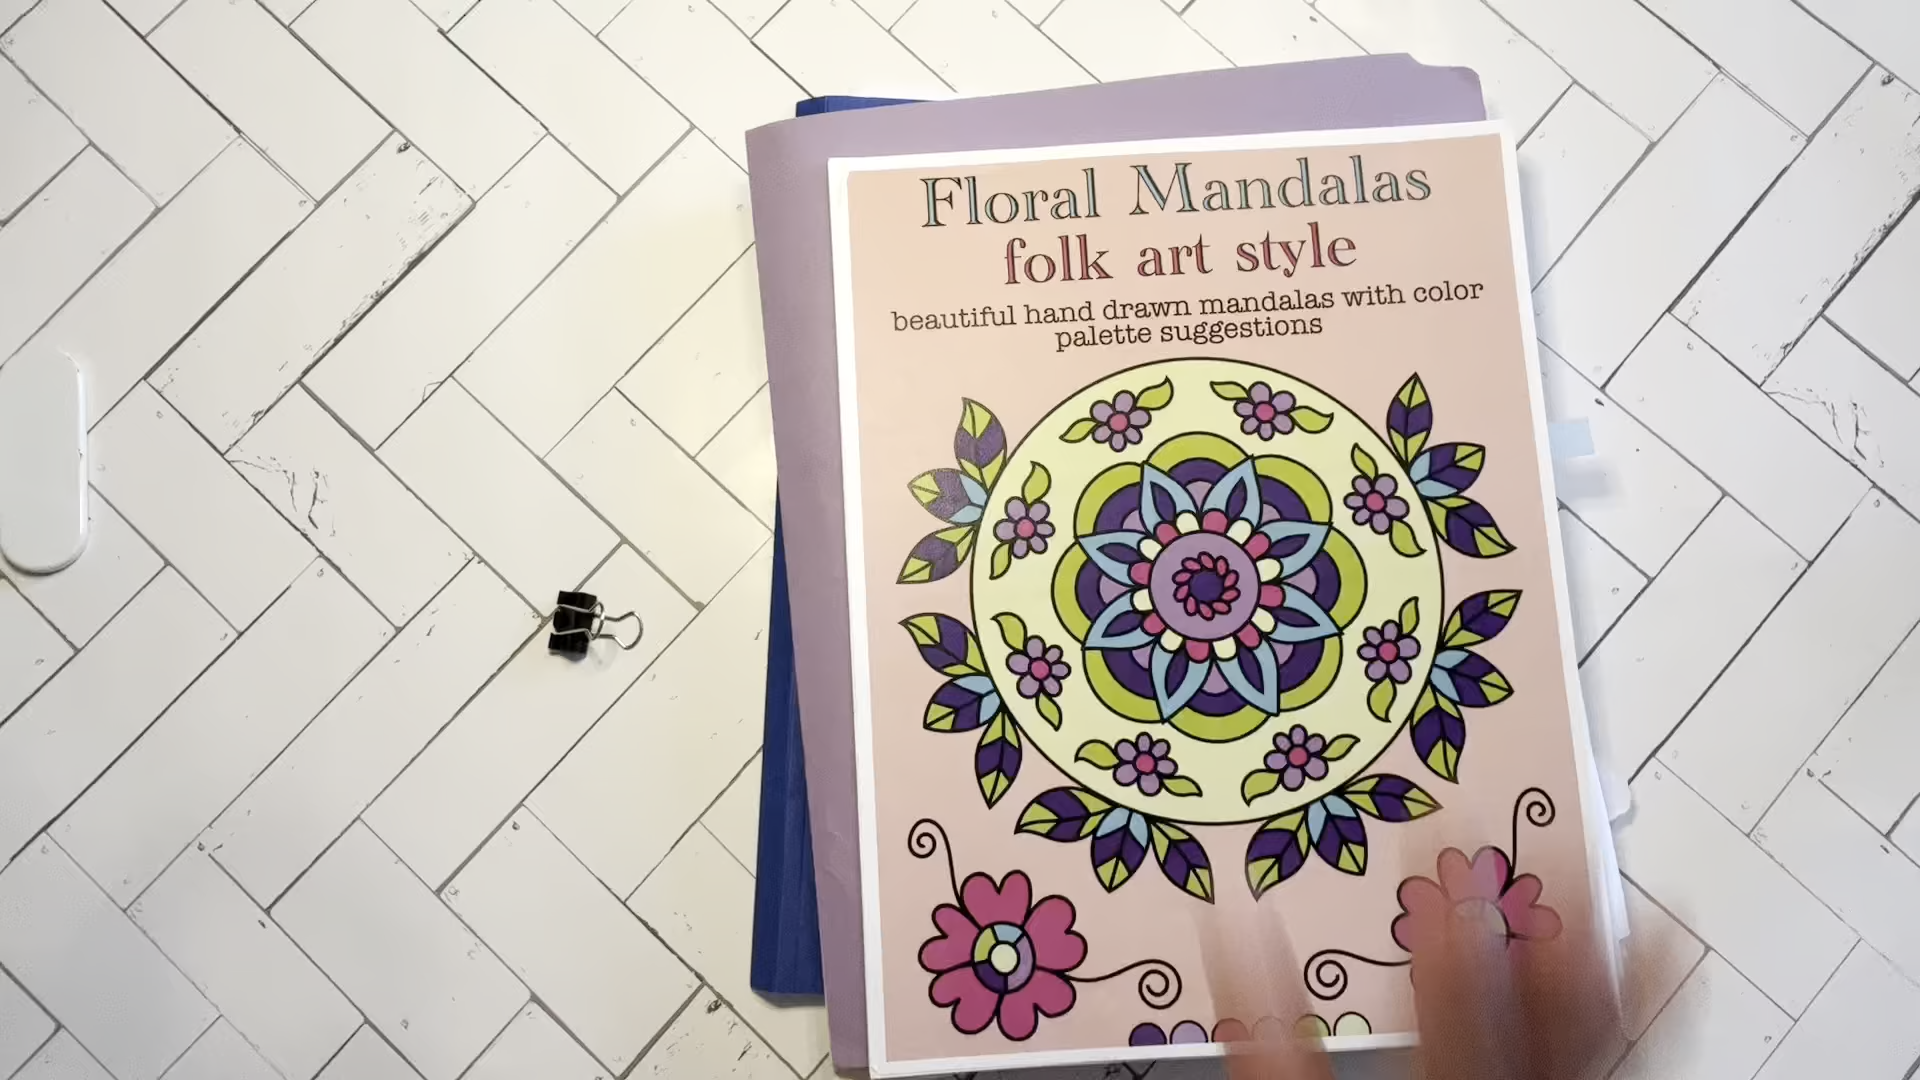 Floral Mandalas
folk art style
beautiful hand drawn mandalas with color
palette suggestions